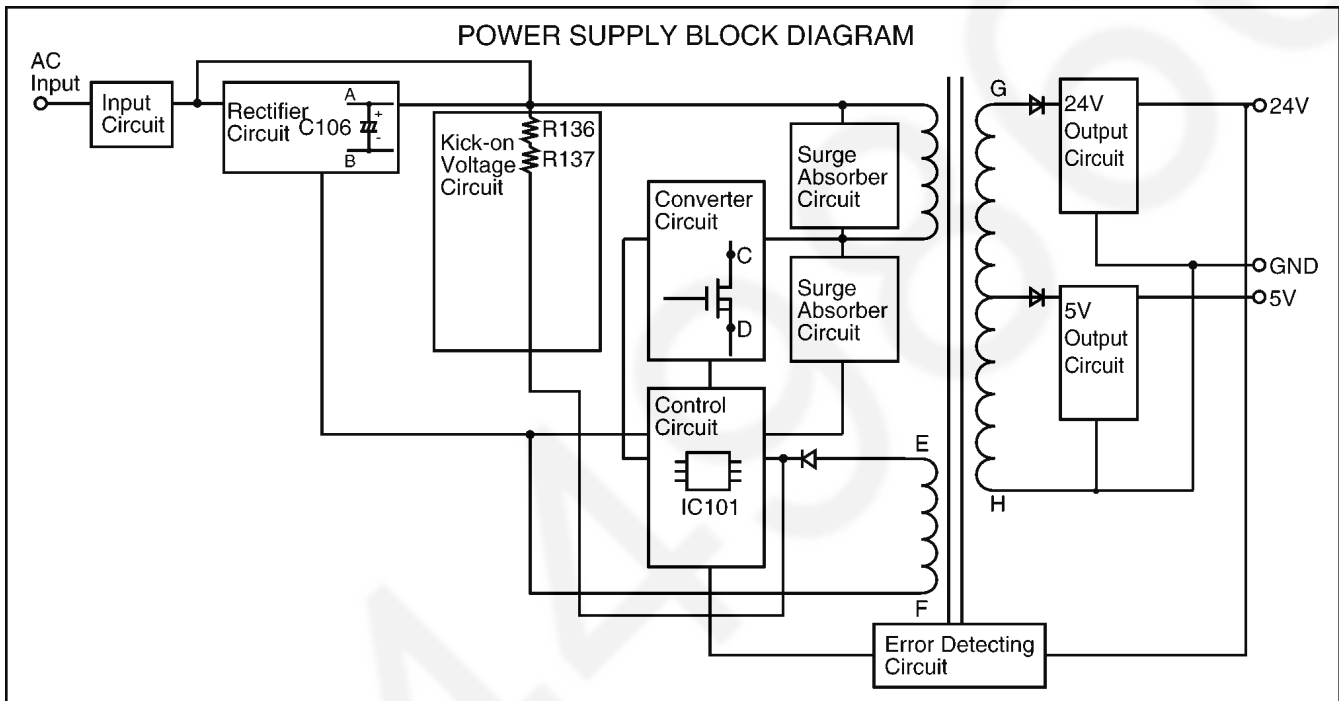 POWER SUPPLY BLOCK DIAGRAM
AC
Input
Input
Circuit
Rectifier
Circuit
A
C106
+
-
B
Kick-on
Voltage
Circuit
R136
R137
Converter
Circuit
C
D
Surge
Absorber
Circuit
Surge
Absorber
Circuit
Control
Circuit
IC101
E
F
G
H
24V
Output
Circuit
24V
GND
5V
5V
Output
Circuit
Error Detecting
Circuit